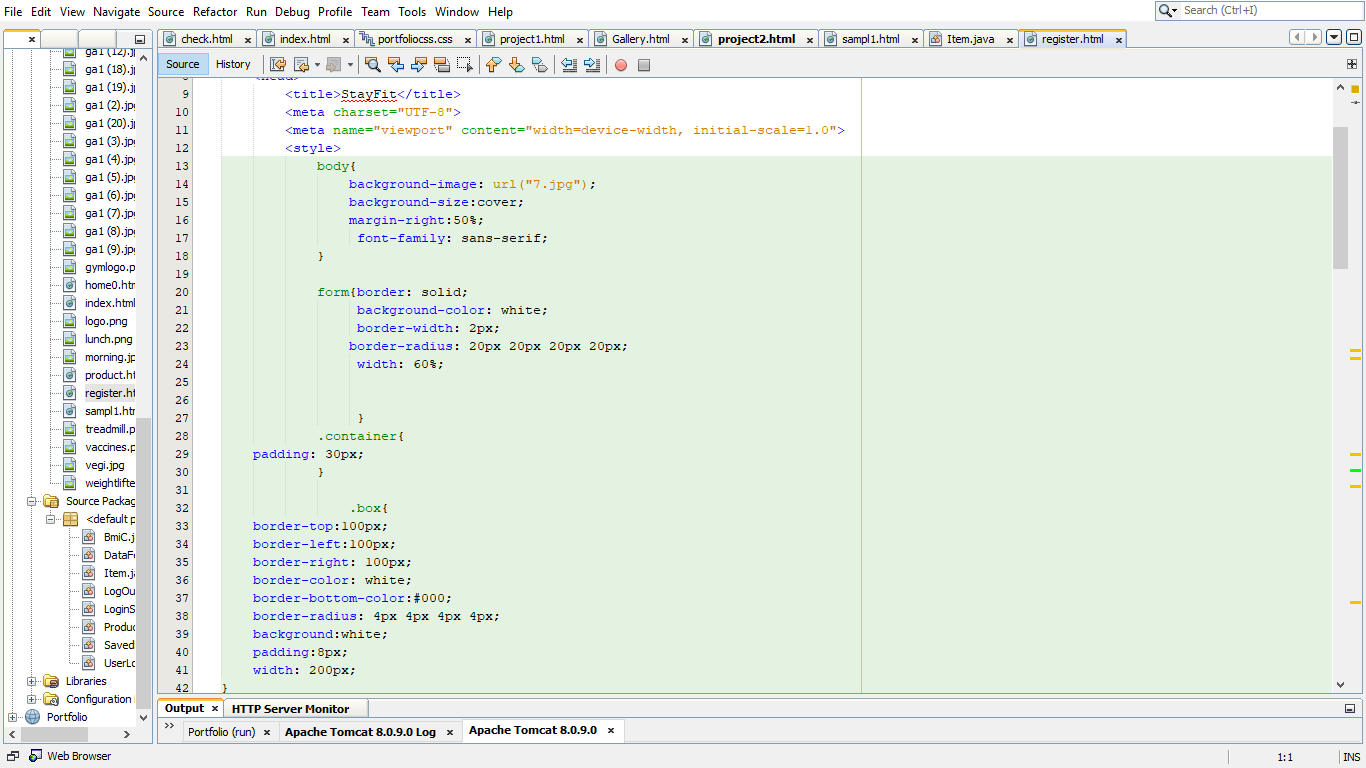 File Edit View Navigate Source Refactor Run Debug Profile Team Tools Window Help
Search (Ctrl+I)
check.html index.html portfoliocss.css project1.html Gallery.html project2.html sampl1.html Item.java register.html
Source History
ga1 (12).jp
ga1 (18).jp
ga1 (19).jp
ga1 (2).jp
ga1 (20).jp
ga1 (3).jp
ga1 (4).jp
ga1 (5).jp
ga1 (6).jp
ga1 (7).jp
ga1 (8).jp
ga1 (9).jp
gymlogo.p
home0.htm
index.html
logo.png
lunch.png
morning.jp
product.ht
register.ht
sampl1.htr
treadmill.p
vaccines.p
vegi.jpg
weightlifte
Source Packag
<default p
BmiC.j
DataFo
Item.ja
LogOu
LoginS
Produc
Saved
UserLo
Libraries
Configuration
Portfolio
<head>
9 <title>StayFit</title>
10 <meta charset="UTF-8">
11 <meta name="viewport" content="width=device-width, initial-scale=1.0">
12 <style>
13 body{
14 background-image: url("7.jpg");
15 background-size:cover;
16 margin-right:50%;
17 font-family: sans-serif;
18 }
19
20 form{border: solid;
21 background-color: white;
22 border-width: 2px;
23 border-radius: 20px 20px 20px 20px;
24 width: 60%;
25
26
27 }
28 .container{
29 padding: 30px;
30 }
31
32 .box{
33 border-top:100px;
34 border-left:100px;
35 border-right: 100px;
36 border-color: white;
37 border-bottom-color:#000;
38 border-radius: 4px 4px 4px 4px;
39 background:white;
40 padding:8px;
41 width: 200px;
42 }
Output HTTP Server Monitor
Portfolio (run) Apache Tomcat 8.0.9.0 Log Apache Tomcat 8.0.9.0
Web Browser
1:1 INS